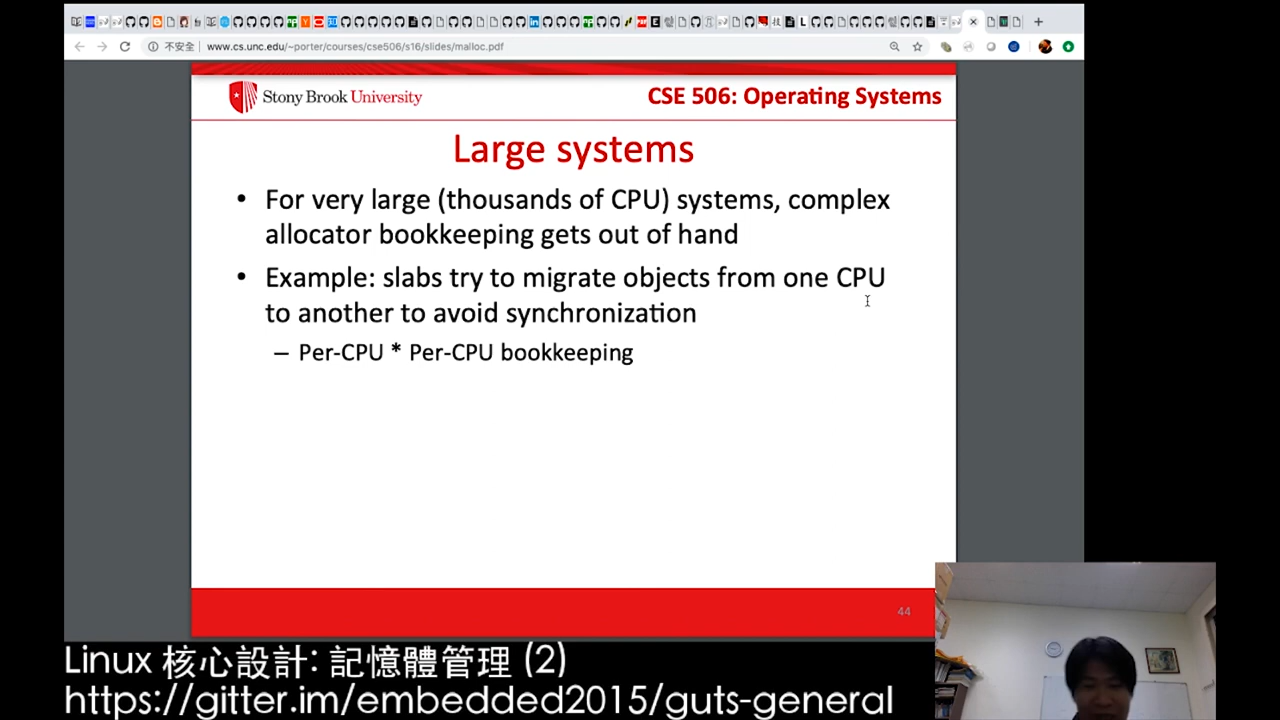 不安全 www.cs.unc.edu/~porter/courses/cse506/s16/slides/malloc.pdf
Stony Brook University
CSE 506: Operating Systems
Large systems
• For very large (thousands of CPU) systems, complex
allocator bookkeeping gets out of hand
• Example: slabs try to migrate objects from one CPU
to another to avoid synchronization
– Per-CPU * Per-CPU bookkeeping
44
Linux 核心設計: 記憶體管理 (2)
https://gitter.im/embedded2015/guts-general